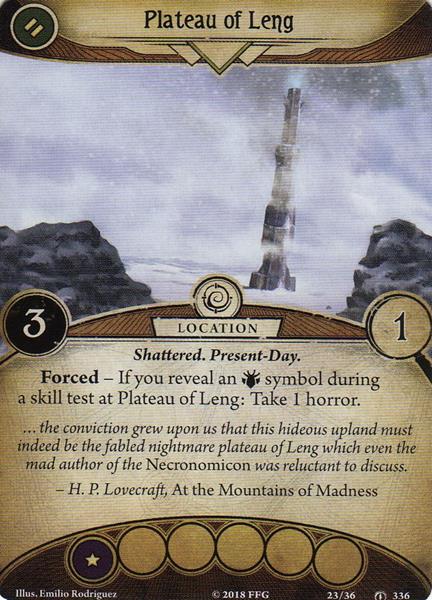 Plateau of Leng
3
1
LOCATION
Shattered. Present-Day.
Forced – If you reveal an symbol during
a skill test at Plateau of Leng: Take 1 horror.
... the conviction grew upon us that this hideous upland must
indeed be the fabled nightmare plateau of Leng which even the
mad author of the Necronomicon was reluctant to discuss.
– H. P. Lovecraft, At the Mountains of Madness
Illus. Emilio Rodríguez © 2018 FFG 23/36 336